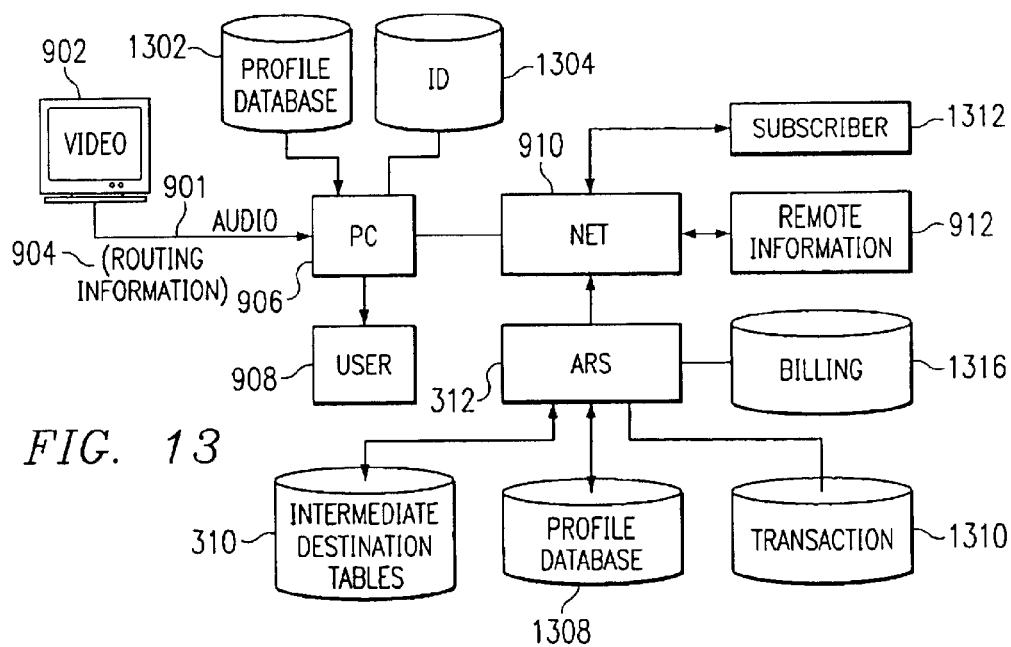 902
1302
PROFILE
DATABASE
ID
1304
VIDEO
910
SUBSCRIBER
1312
901
AUDIO
904
(ROUTING
INFORMATION)
PC
906
NET
REMOTE
INFORMATION
912
USER
908
ARS
312
BILLING
1316
FIG. 13
310
INTERMEDIATE
DESTINATION
TABLES
PROFILE
DATABASE
1308
TRANSACTION
1310